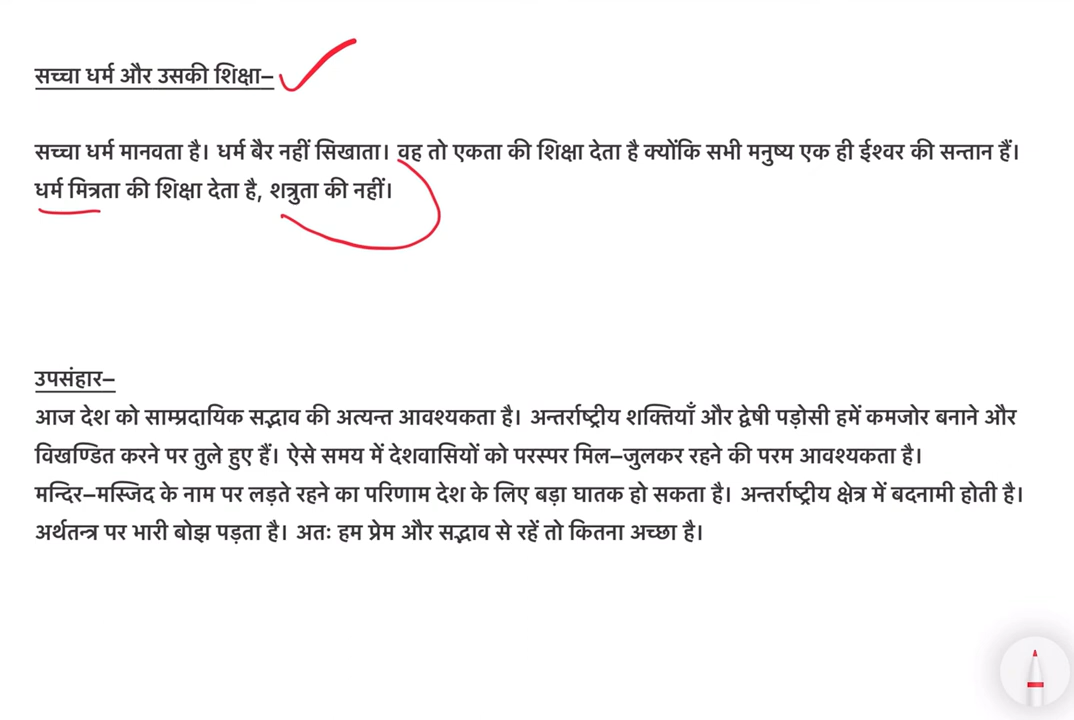 सच्चा धर्म और उसकी शिक्षा–
सच्चा धर्म मानवता है। धर्म बैर नहीं सिखाता। वह तो एकता की शिक्षा देता है क्योंकि सभी मनुष्य एक ही ईश्वर की सन्तान हैं।
धर्म मित्रता की शिक्षा देता है, शत्रुता की नहीं।
उपसंहार–
आज देश को साम्प्रदायिक सद्भाव की अत्यन्त आवश्यकता है। अन्तर्राष्ट्रीय शक्तियाँ और द्वेषी पड़ोसी हमें कमजोर बनाने और
विखण्डित करने पर तुले हुए हैं। ऐसे समय में देशवासियों को परस्पर मिल–जुलकर रहने की परम आवश्यकता है।
मन्दिर–मस्जिद के नाम पर लड़ते रहने का परिणाम देश के लिए बड़ा घातक हो सकता है। अन्तर्राष्ट्रीय क्षेत्र में बदनामी होती है।
अर्थतन्त्र पर भारी बोझ पड़ता है। अतः हम प्रेम और सद्भाव से रहें तो कितना अच्छा है।